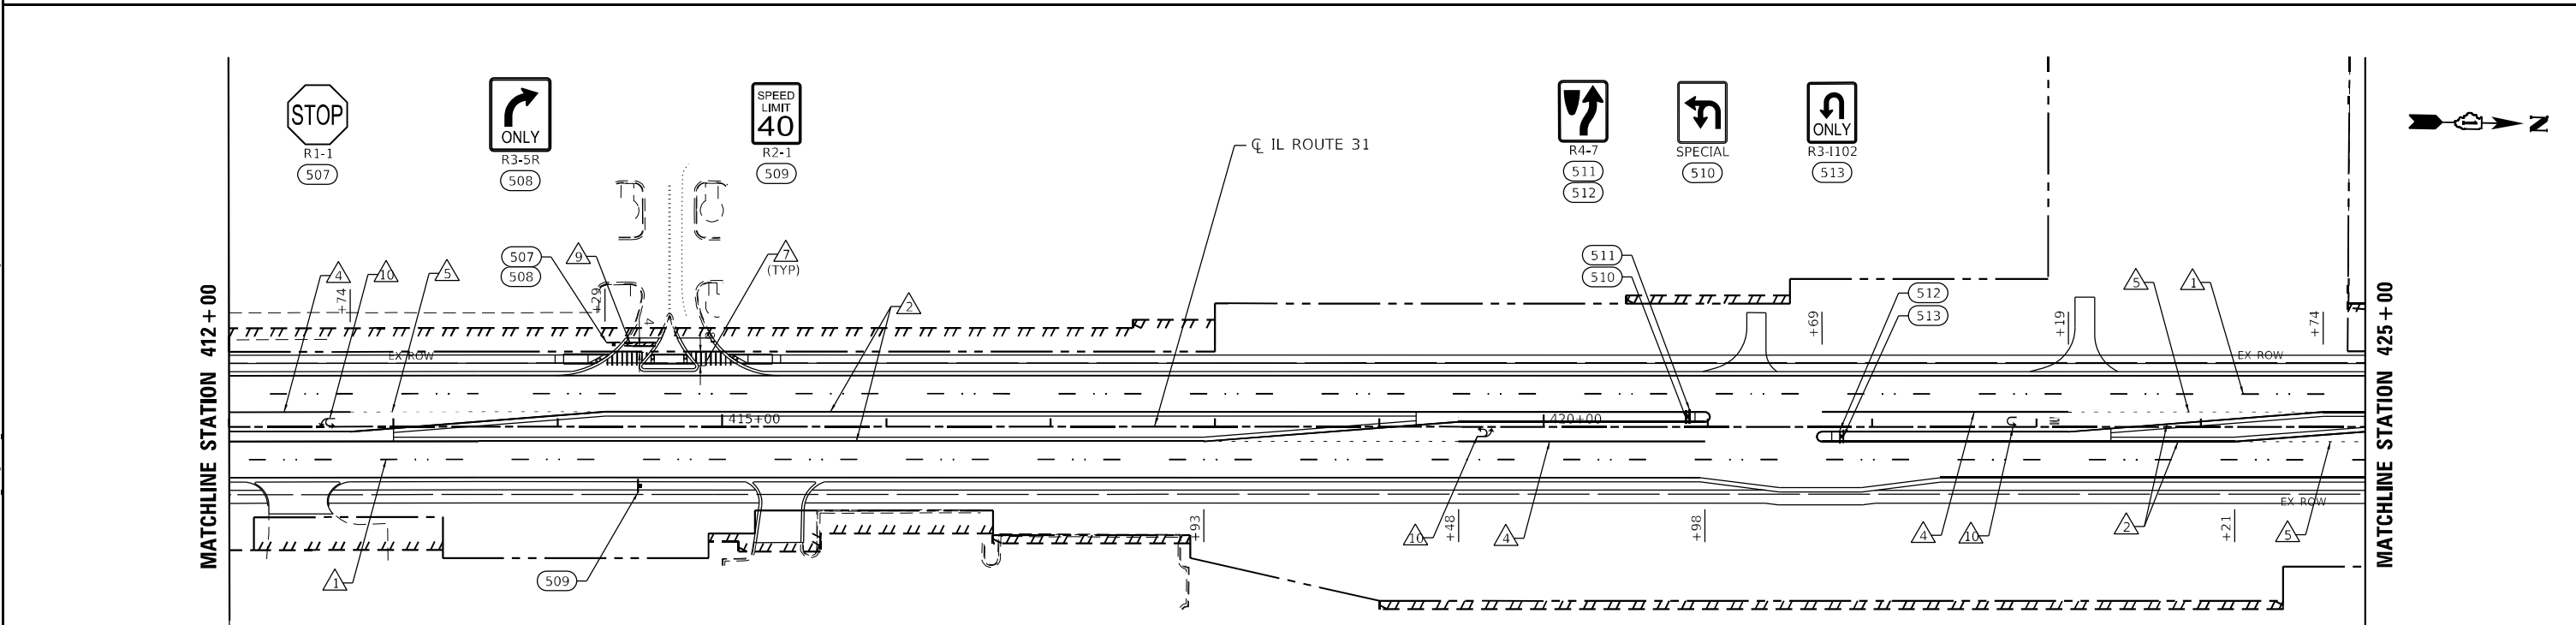 STOP
R1-1
507
ONLY
R3-5R
508
SPEED
LIMIT
40
R2-1
509
℄ IL ROUTE 31
R4-7
511
512
SPECIAL
510
ONLY
R3-I102
513
N
MATCHLINE STATION 412+00
4
10
5
+74
507
508
9
+29
7
(TYP)
2
511
510
512
513
+69
+19
5
1
+74
MATCHLINE STATION 425+00
EX ROW
EX ROW
415+00
420+00
EX ROW
1
509
+93
10
+48
4
+98
4
10
2
+21
5